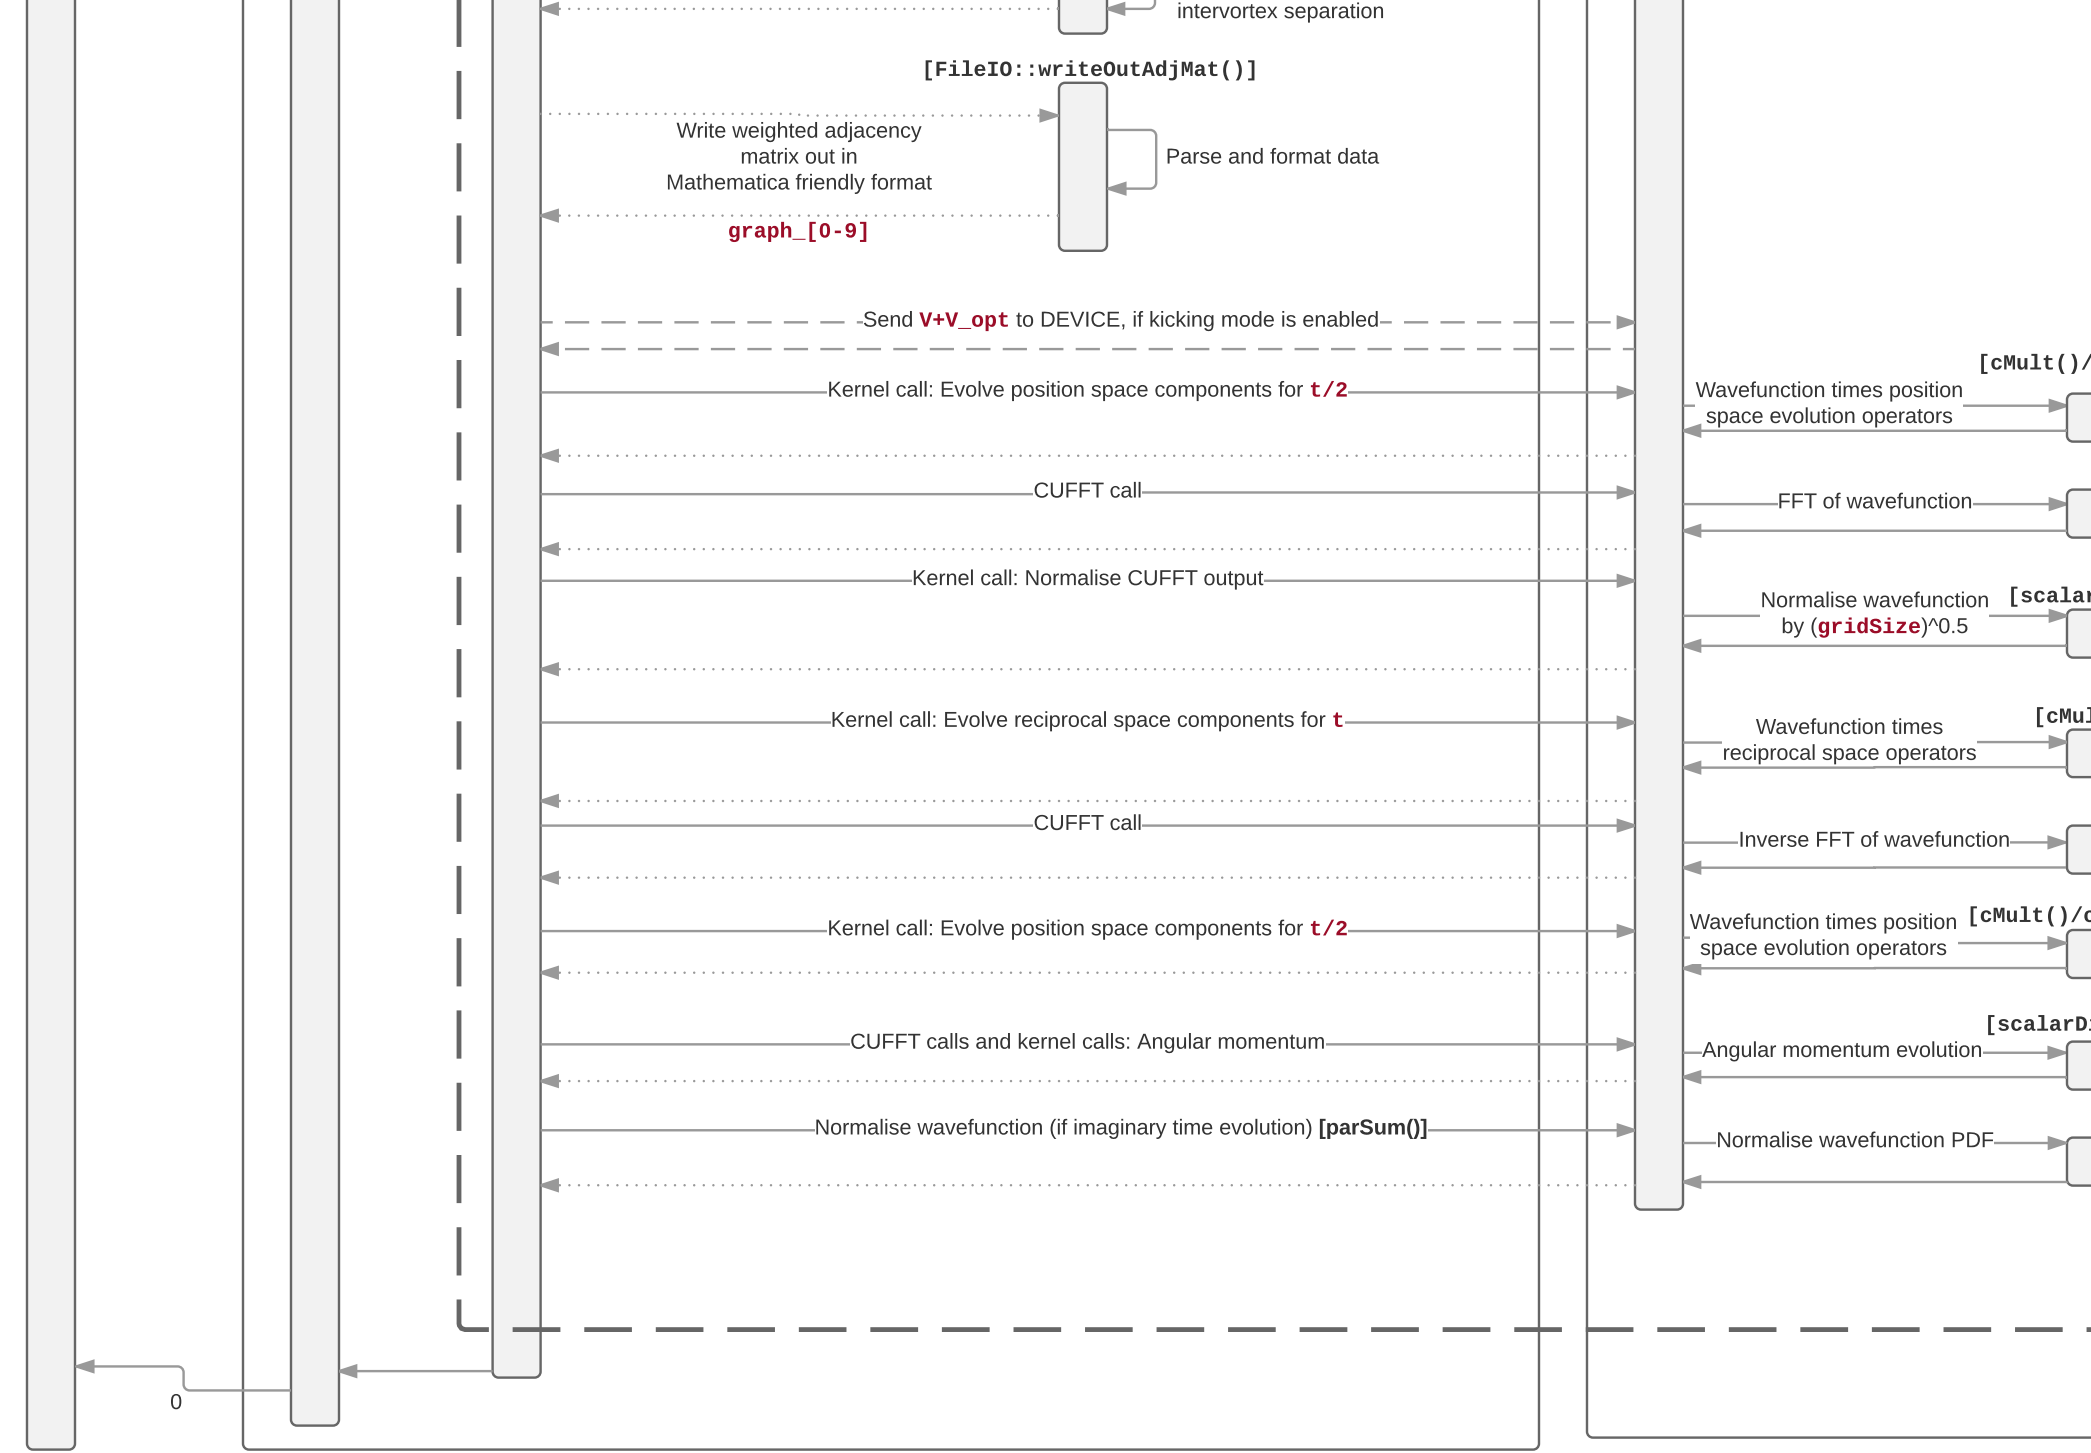 intervortex separation
[FileIO::writeOutAdjMat()]
Write weighted adjacency
matrix out in
Mathematica friendly format
Parse and format data
graph_[0-9]
Send V+V_opt to DEVICE, if kicking mode is enabled
[cMult()/
Kernel call: Evolve position space components for t/2
Wavefunction times position
space evolution operators
CUFFT call
FFT of wavefunction
Kernel call: Normalise CUFFT output
[scalar
Normalise wavefunction
by (gridSize)^0.5
Kernel call: Evolve reciprocal space components for t
[cMul
Wavefunction times
reciprocal space operators
CUFFT call
Inverse FFT of wavefunction
Kernel call: Evolve position space components for t/2
[cMult()/c
Wavefunction times position
space evolution operators
[scalarDi
CUFFT calls and kernel calls: Angular momentum
Angular momentum evolution
Normalise wavefunction (if imaginary time evolution) [parSum()]
Normalise wavefunction PDF
0